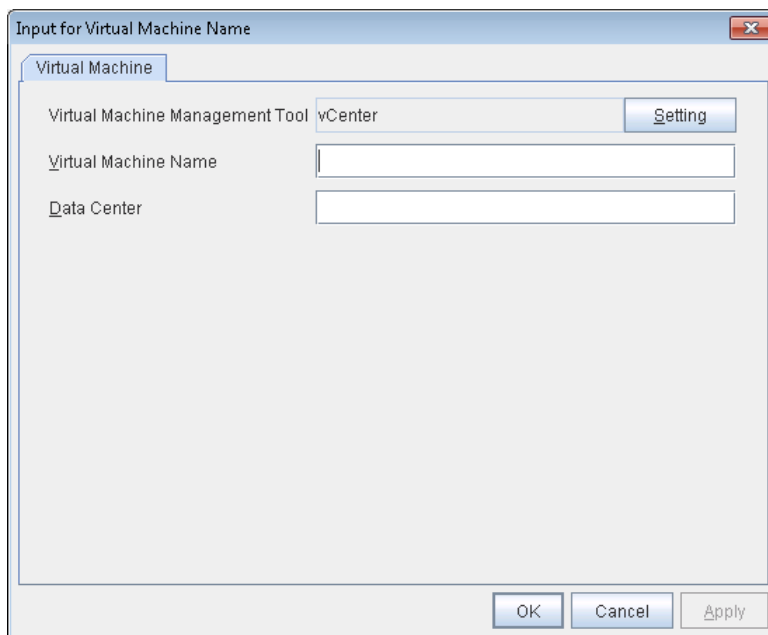 Input for Virtual Machine Name
Virtual Machine
Virtual Machine Management Tool vCenter Setting
Virtual Machine Name
Data Center
OK Cancel Apply